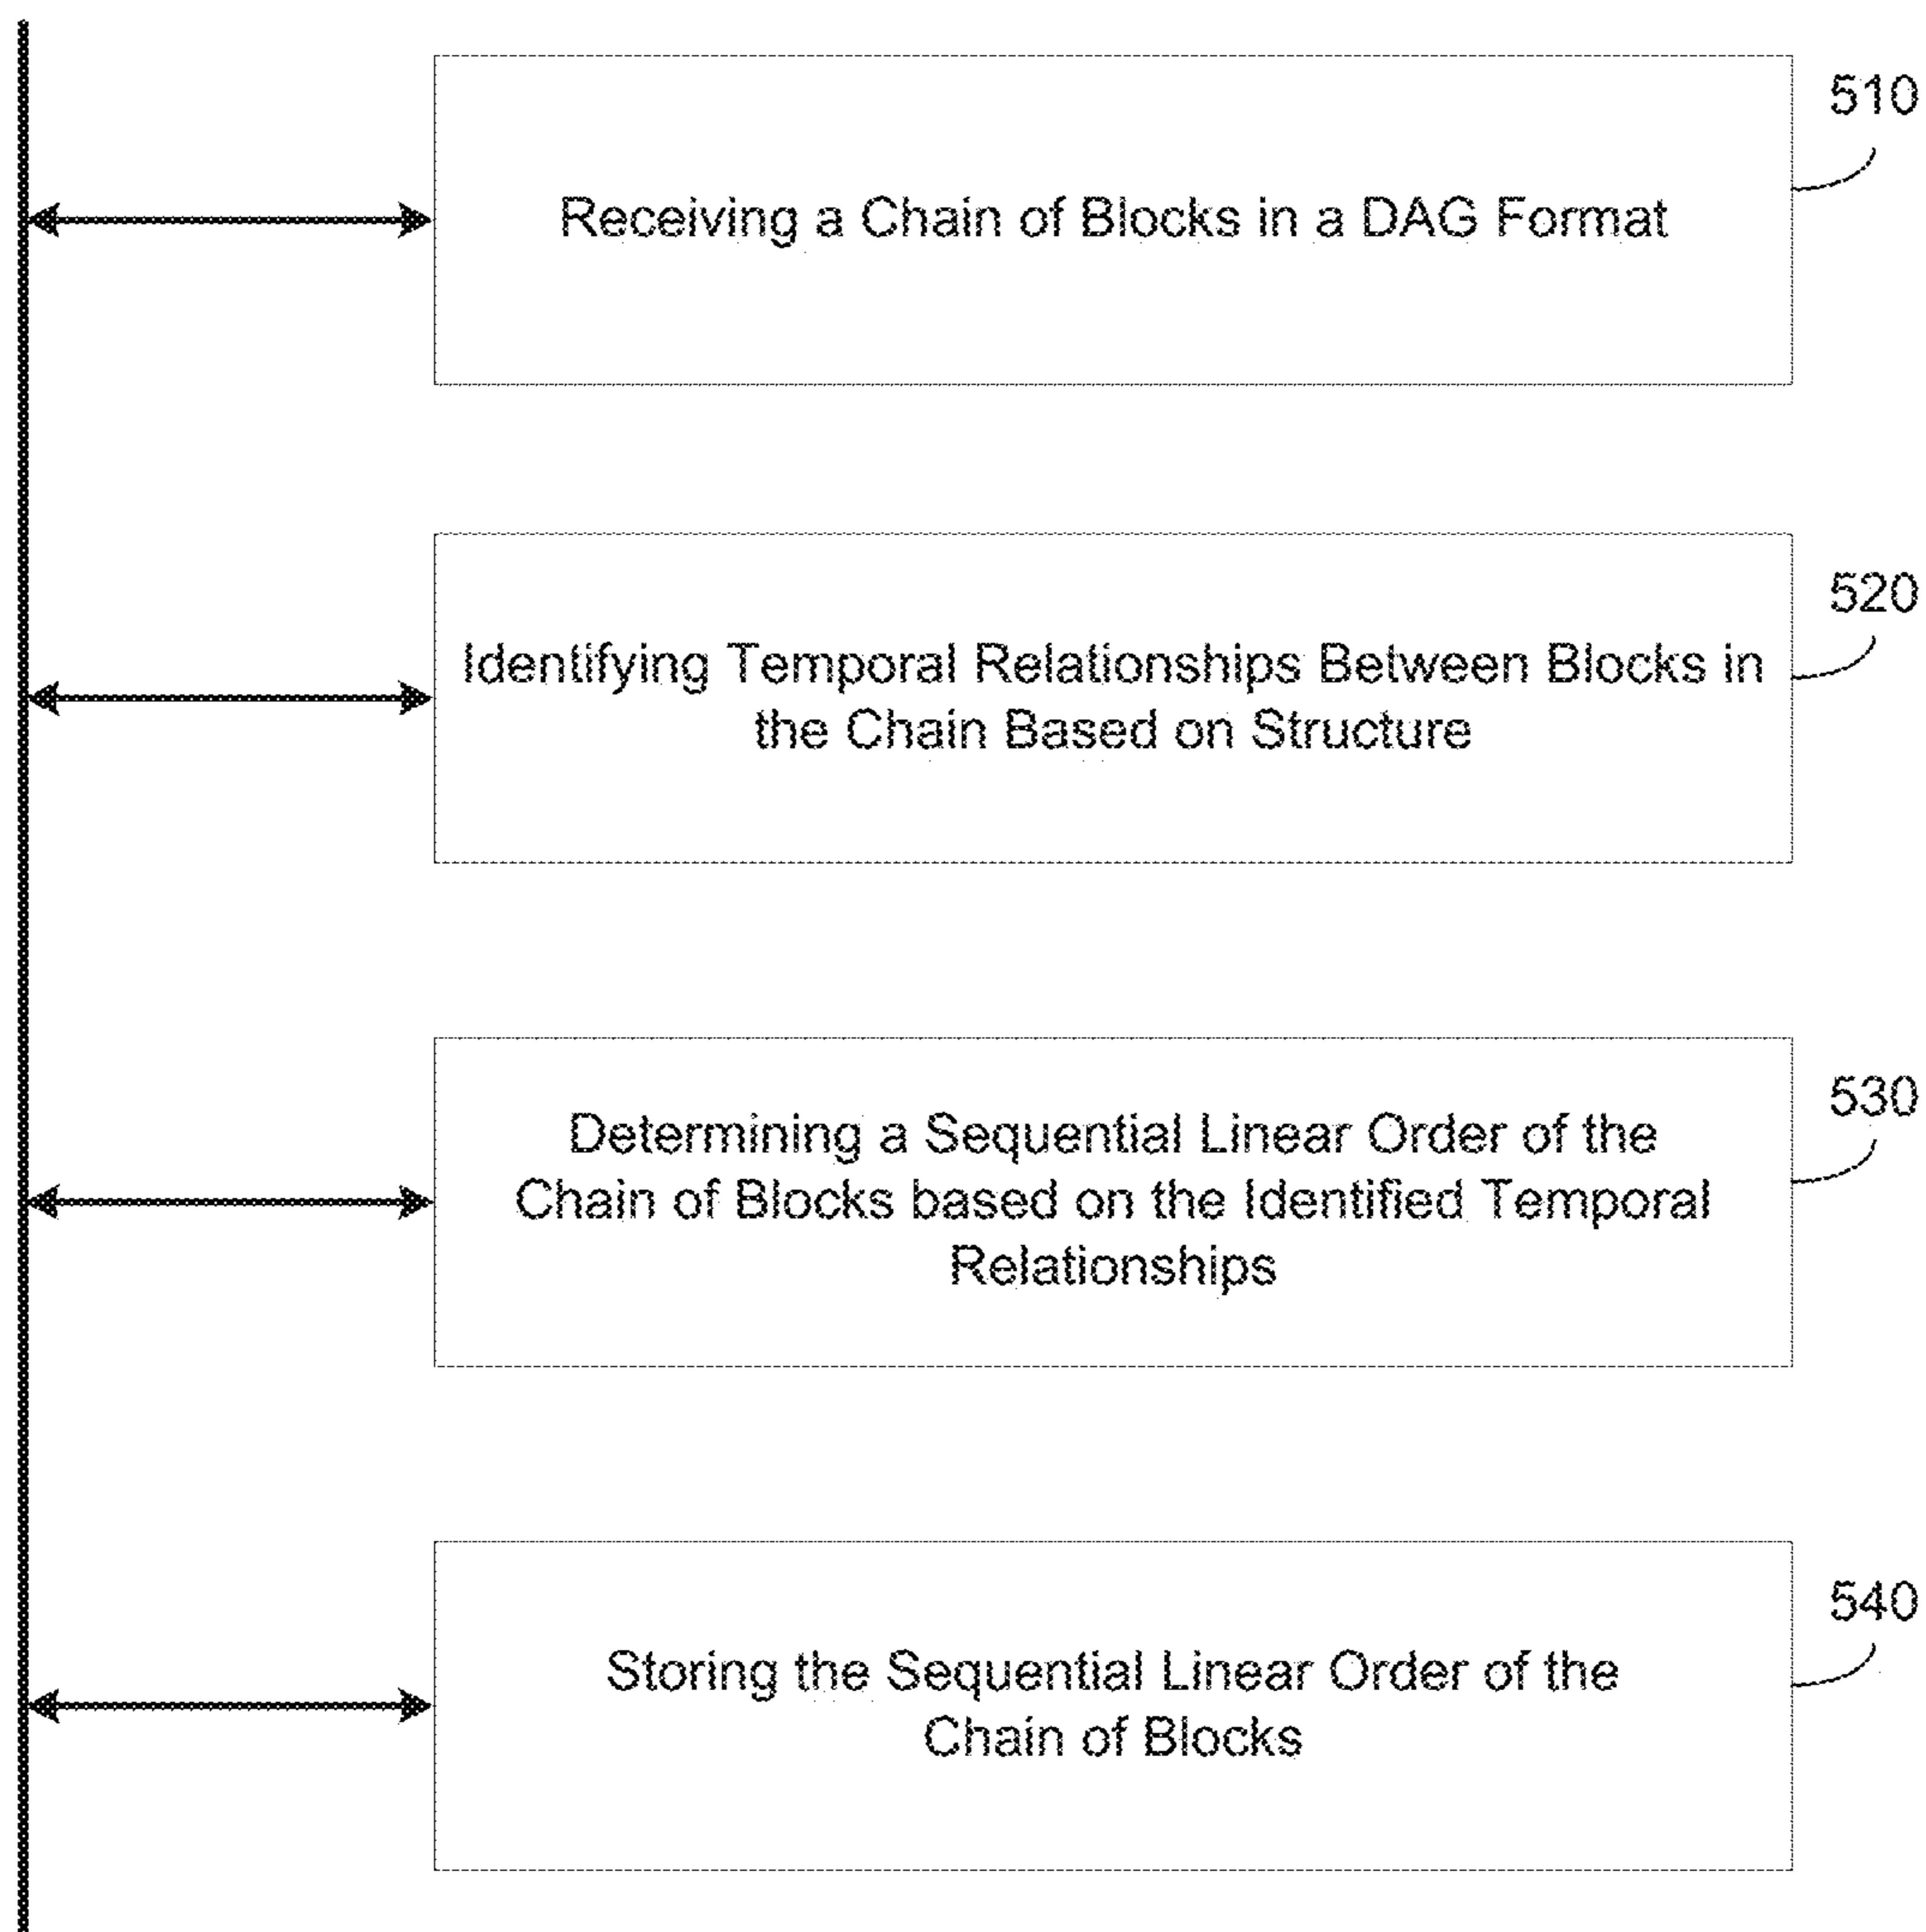 510
Receiving a Chain of Blocks in a DAG Format
520
Identifying Temporal Relationships Between Blocks in
the Chain Based on Structure
530
Determining a Sequential Linear Order of the
Chain of Blocks based on the Identified Temporal
Relationships
540
Storing the Sequential Linear Order of the
Chain of Blocks